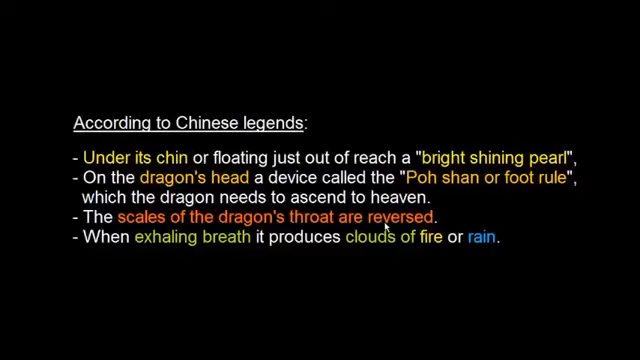 According to Chinese legends:
- Under its chin or floating just out of reach a "bright shining pearl",
- On the dragon's head a device called the "Poh shan or foot rule",
which the dragon needs to ascend to heaven.
- The scales of the dragon's throat are reversed.
- When exhaling breath it produces clouds of fire or rain.